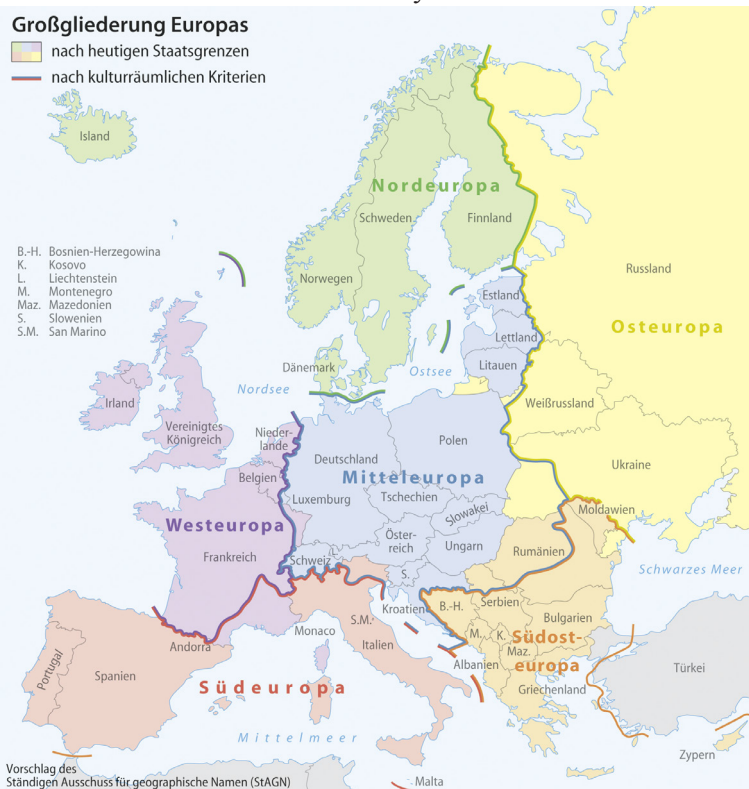 Großgliederung Europas
nach heutigen Staatsgrenzen
nach kulturräumlichen Kriterien
Island
Nordeuropa
Schweden
Finnland
Norwegen
Russland
B.-H. Bosnien-Herzegowina
K. Kosovo
L. Liechtenstein
M. Montenegro
Maz. Mazedonien
S. Slowenien
S.M. San Marino
Estland
Osteuropa
Lettland
Dänemark
Ostsee
Litauen
Nordsee
Irland
Weißrussland
Vereinigtes
Königreich
Nieder-
lande
Polen
Deutschland
Ukraine
Belgien
Mitteleuropa
Luxemburg
Tschechien
Slowakei
Moldawien
Westeuropa
Öster-
reich
Ungarn
Rumänien
Frankreich
Schweiz
Schwarzes Meer
S.
Kroatien
B.-H.
Serbien
S.M.
Bulgarien
Monaco
Italien
M.
K.
Südost-
europa
Andorra
Maz.
Portugal
Spanien
Albanien
Türkei
Südeuropa
Griechenland
Mittelmeer
Zypern
Vorschlag des
Ständigen Ausschuss für geographische Namen (StAGN)
Malta